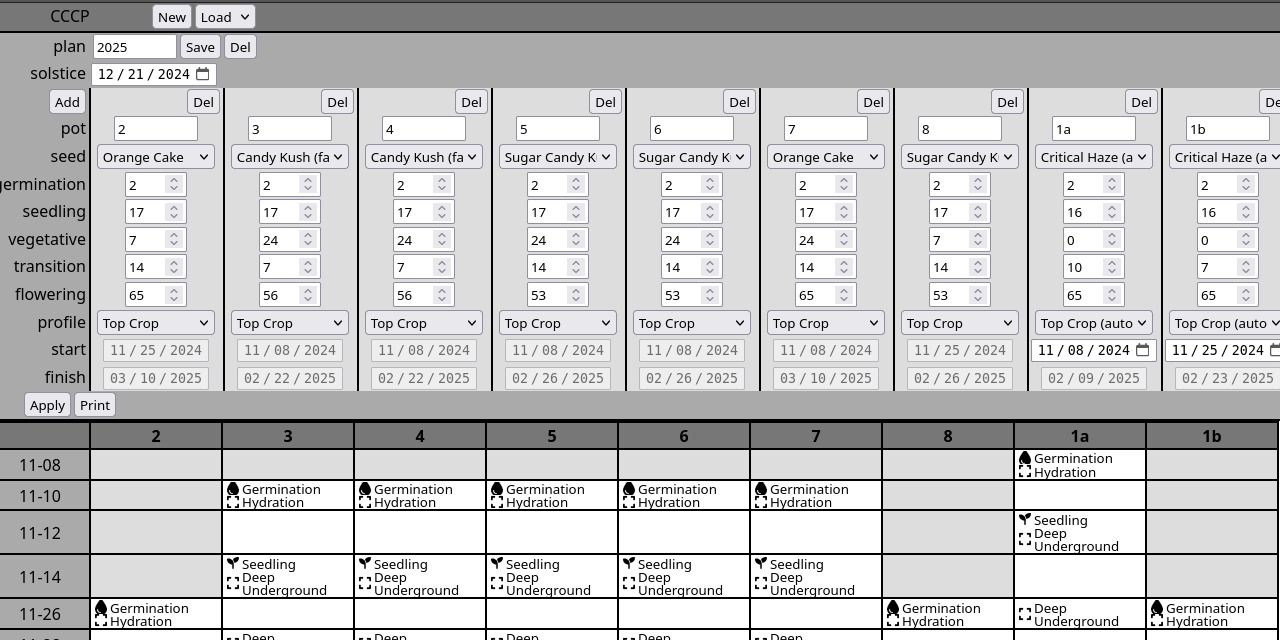 CCCP New Load
plan 2025 Save Del
solstice 12/21/2024
Add Del Del Del Del Del Del Del Del De
pot 2 3 4 5 6 7 8 1a 1b
seed Orange Cake Candy Kush (fa Candy Kush (fa Sugar Candy K Sugar Candy K Orange Cake Sugar Candy K Critical Haze (a Critical Haze (a
germination 2 2 2 2 2 2 2 2 2
seedling 17 17 17 17 17 17 17 16 16
vegetative 7 24 24 24 24 24 7 0 0
transition 14 7 7 14 14 14 14 10 7
flowering 65 56 56 53 53 65 53 65 65
profile Top Crop Top Crop Top Crop Top Crop Top Crop Top Crop Top Crop Top Crop (auto Top Crop (auto
start 11/25/2024 11/08/2024 11/08/2024 11/08/2024 11/08/2024 11/08/2024 11/25/2024 11/08/2024 11/25/2024
finish 03/10/2025 02/22/2025 02/22/2025 02/26/2025 02/26/2025 03/10/2025 02/26/2025 02/09/2025 02/23/2025
Apply Print
2 3 4 5 6 7 8 1a 1b
11-08 Germination
Hydration
11-10 Germination Germination Germination Germination Germination
Hydration Hydration Hydration Hydration Hydration
11-12 Seedling
Deep
Underground
11-14 Seedling Seedling Seedling Seedling Seedling
Deep Deep Deep Deep Deep
Underground Underground Underground Underground Underground
11-26 Germination Germination Deep Germination
Hydration Hydration Underground Hydration
Deep Deep Deep Deep Deep